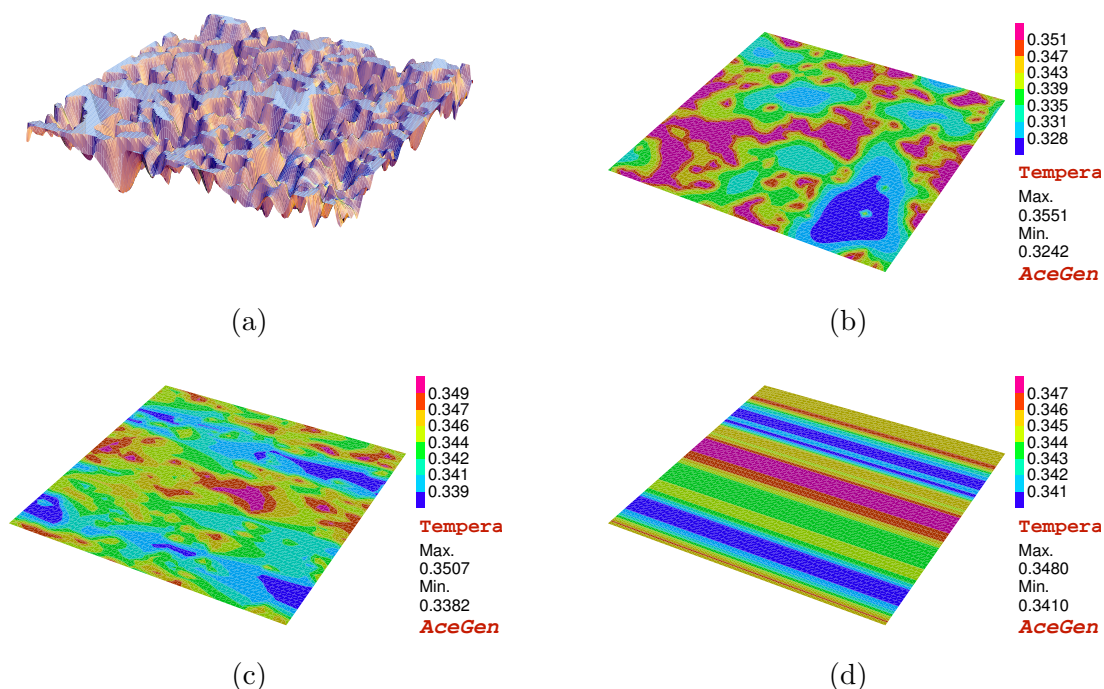 (a)
0.351
0.347
0.343
0.339
0.335
0.331
0.328
Tempera
Max.
0.3551
Min.
0.3242
AceGen
(b)
0.349
0.347
0.346
0.344
0.342
0.341
0.339
Tempera
Max.
0.3507
Min.
0.3382
AceGen
(c)
0.347
0.346
0.345
0.344
0.343
0.342
0.341
Tempera
Max.
0.3480
Min.
0.3410
AceGen
(d)